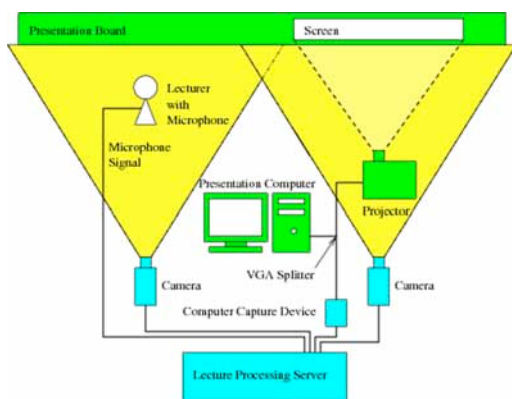 Presentation Board
Screen
Lecturer
with
Microphone
Microphone
Signal
Presentation Computer
Projector
VGA Splitter
Camera
Computer Capture Device
Camera
Lecture Processing Server